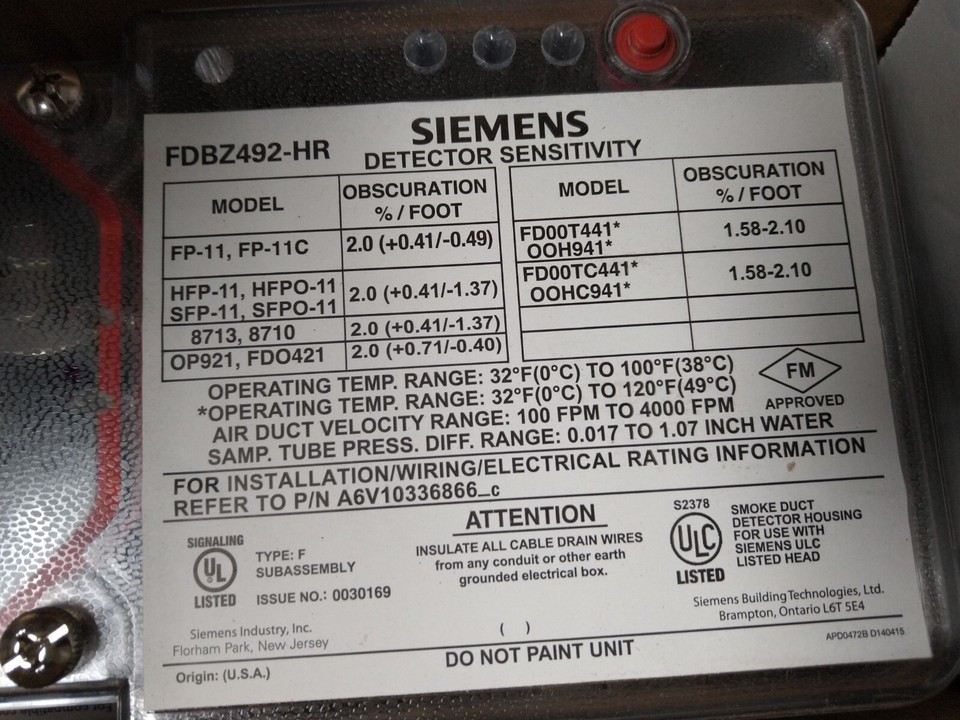 SIEMENS
FDBZ492-HR
DETECTOR SENSITIVITY
MODEL
OBSCURATION
% / FOOT
FP-11, FP-11C
2.0 (+0.41/-0.49)
HFP-11, HFPO-11
SFP-11, SFPO-11
2.0 (+0.41/-1.37)
8713, 8710
2.0 (+0.41/-1.37)
OP921, FDO421
2.0 (+0.71/-0.40)
MODEL
OBSCURATION
% / FOOT
FD00T441*
OOH941*
1.58-2.10
FD00TC441*
OOHC941*
1.58-2.10
OPERATING TEMP. RANGE: 32°F(0°C) TO 100°F(38°C)
*OPERATING TEMP. RANGE: 32°F(0°C) TO 120°F(49°C)
AIR DUCT VELOCITY RANGE: 100 FPM TO 4000 FPM
SAMP. TUBE PRESS. DIFF. RANGE: 0.017 TO 1.07 INCH WATER
FM
APPROVED
FOR INSTALLATION/WIRING/ELECTRICAL RATING INFORMATION
REFER TO P/N A6V10336866_c
SIGNALING
UL
LISTED
TYPE: F
SUBASSEMBLY
ISSUE NO.: 0030169
ATTENTION
INSULATE ALL CABLE DRAIN WIRES
from any conduit or other earth
grounded electrical box.
S2378
ULC
LISTED
SMOKE DUCT
DETECTOR HOUSING
FOR USE WITH
SIEMENS ULC
LISTED HEAD
Siemens Industry, Inc.
Florham Park, New Jersey
( )
Siemens Building Technologies, Ltd.
Brampton, Ontario L6T 5E4
Origin: (U.S.A.)
DO NOT PAINT UNIT
APD0472B D140415